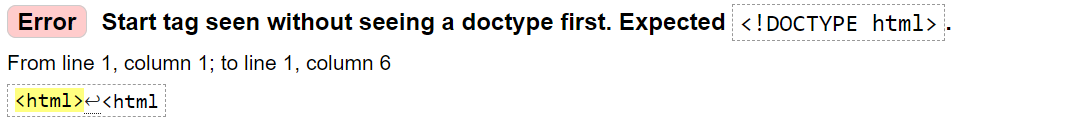 Error Start tag seen without seeing a doctype first. Expected <!DOCTYPE html>.
From line 1, column 1; to line 1, column 6
<html>↩<html